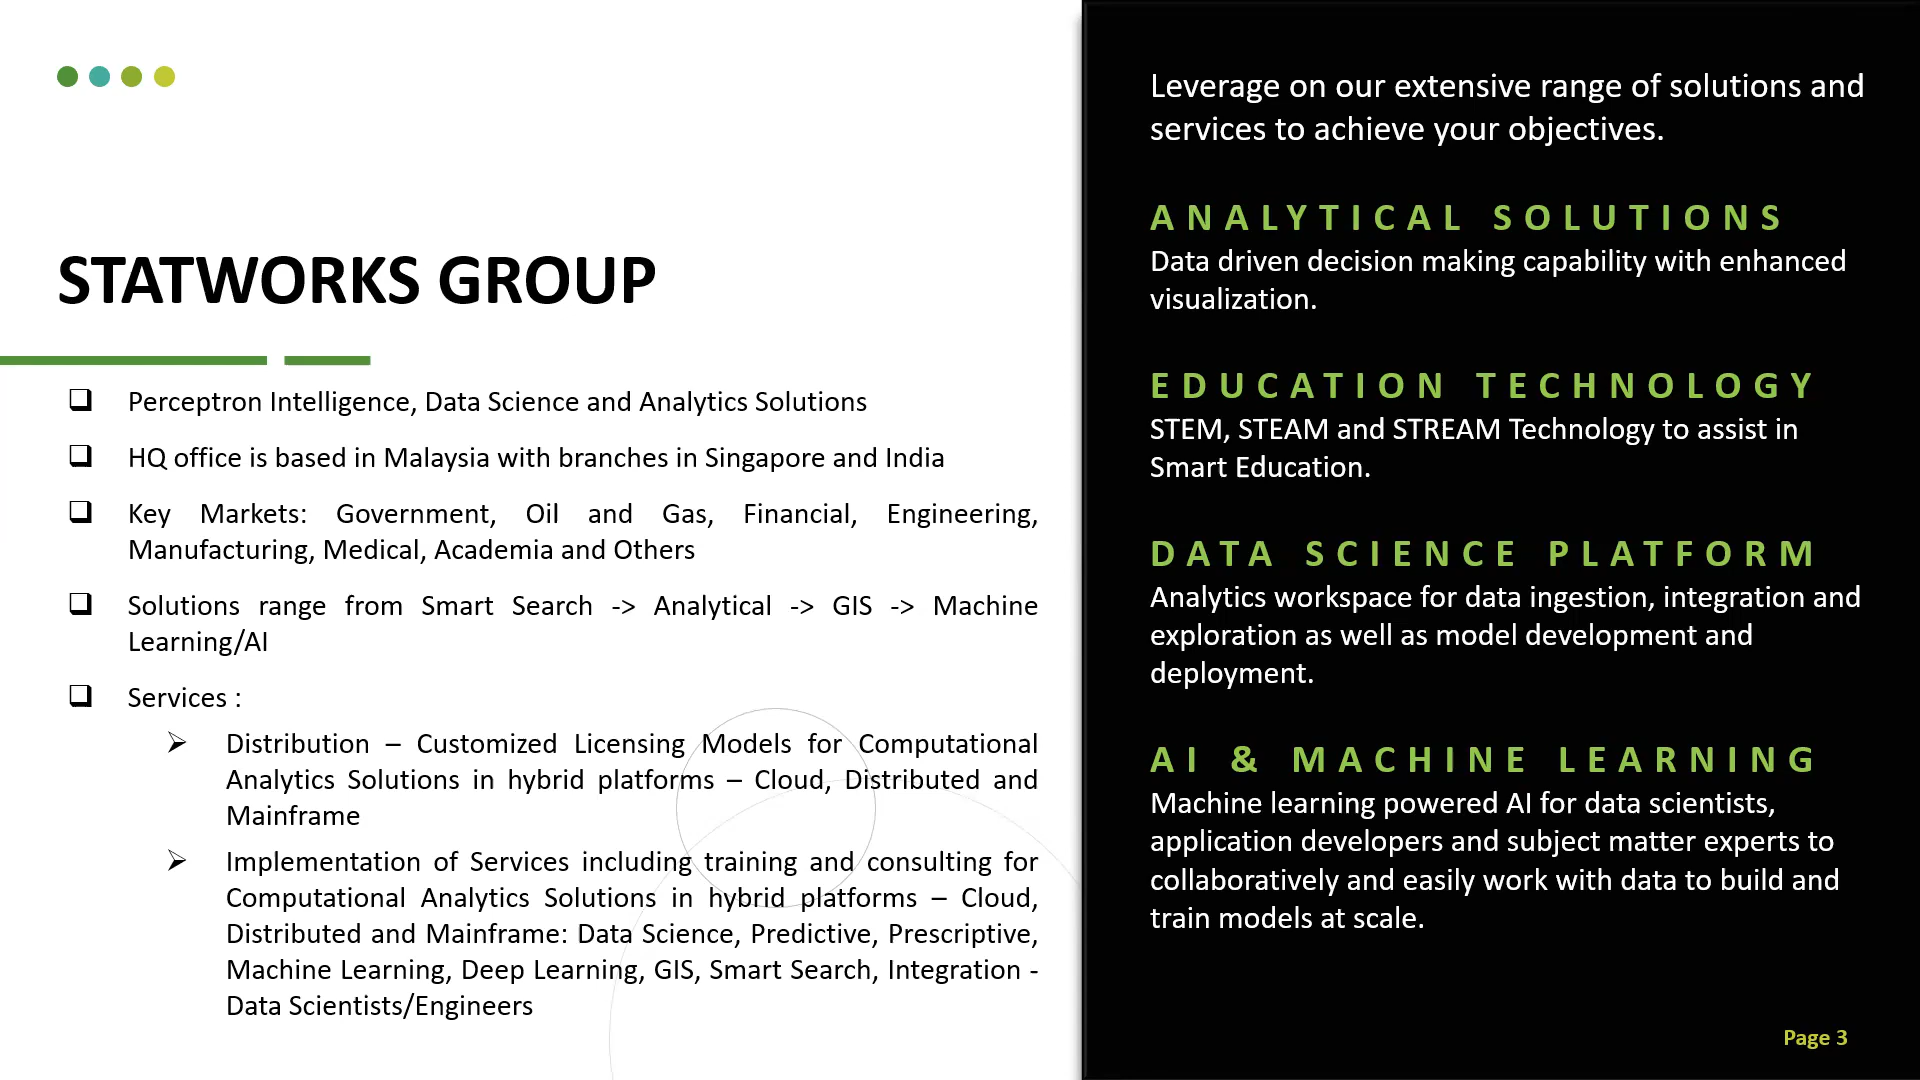 STATWORKS GROUP
Perceptron Intelligence, Data Science and Analytics Solutions
HQ office is based in Malaysia with branches in Singapore and India
Key Markets: Government, Oil and Gas, Financial, Engineering,
Manufacturing, Medical, Academia and Others
Solutions range from Smart Search -> Analytical -> GIS -> Machine
Learning/AI
Services :
Distribution – Customized Licensing Models for Computational
Analytics Solutions in hybrid platforms – Cloud, Distributed and
Mainframe
Implementation of Services including training and consulting for
Computational Analytics Solutions in hybrid platforms – Cloud,
Distributed and Mainframe: Data Science, Predictive, Prescriptive,
Machine Learning, Deep Learning, GIS, Smart Search, Integration -
Data Scientists/Engineers
Leverage on our extensive range of solutions and
services to achieve your objectives.
ANALYTICAL SOLUTIONS
Data driven decision making capability with enhanced
visualization.
EDUCATION TECHNOLOGY
STEM, STEAM and STREAM Technology to assist in
Smart Education.
DATA SCIENCE PLATFORM
Analytics workspace for data ingestion, integration and
exploration as well as model development and
deployment.
AI & MACHINE LEARNING
Machine learning powered AI for data scientists,
application developers and subject matter experts to
collaboratively and easily work with data to build and
train models at scale.
Page 3